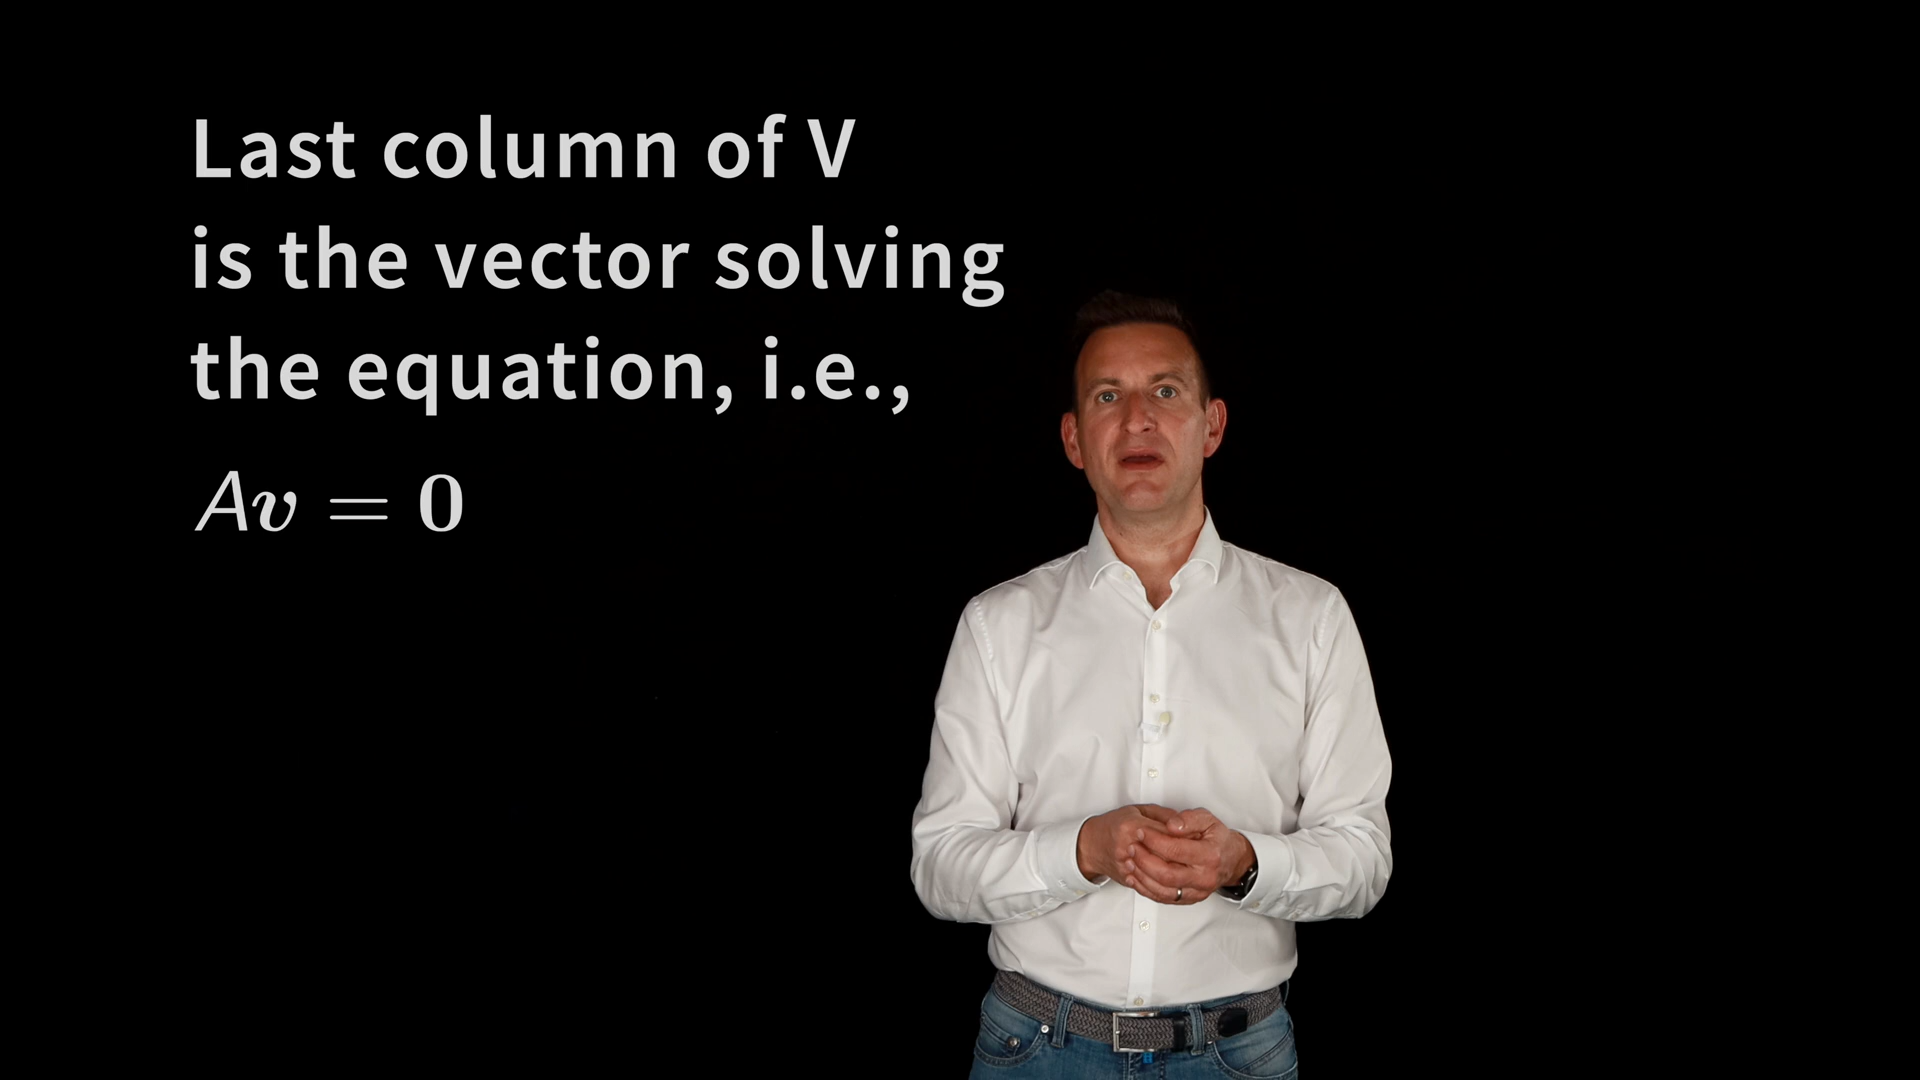 Last column of V
is the vector solving
the equation, i.e.,
Av = 0